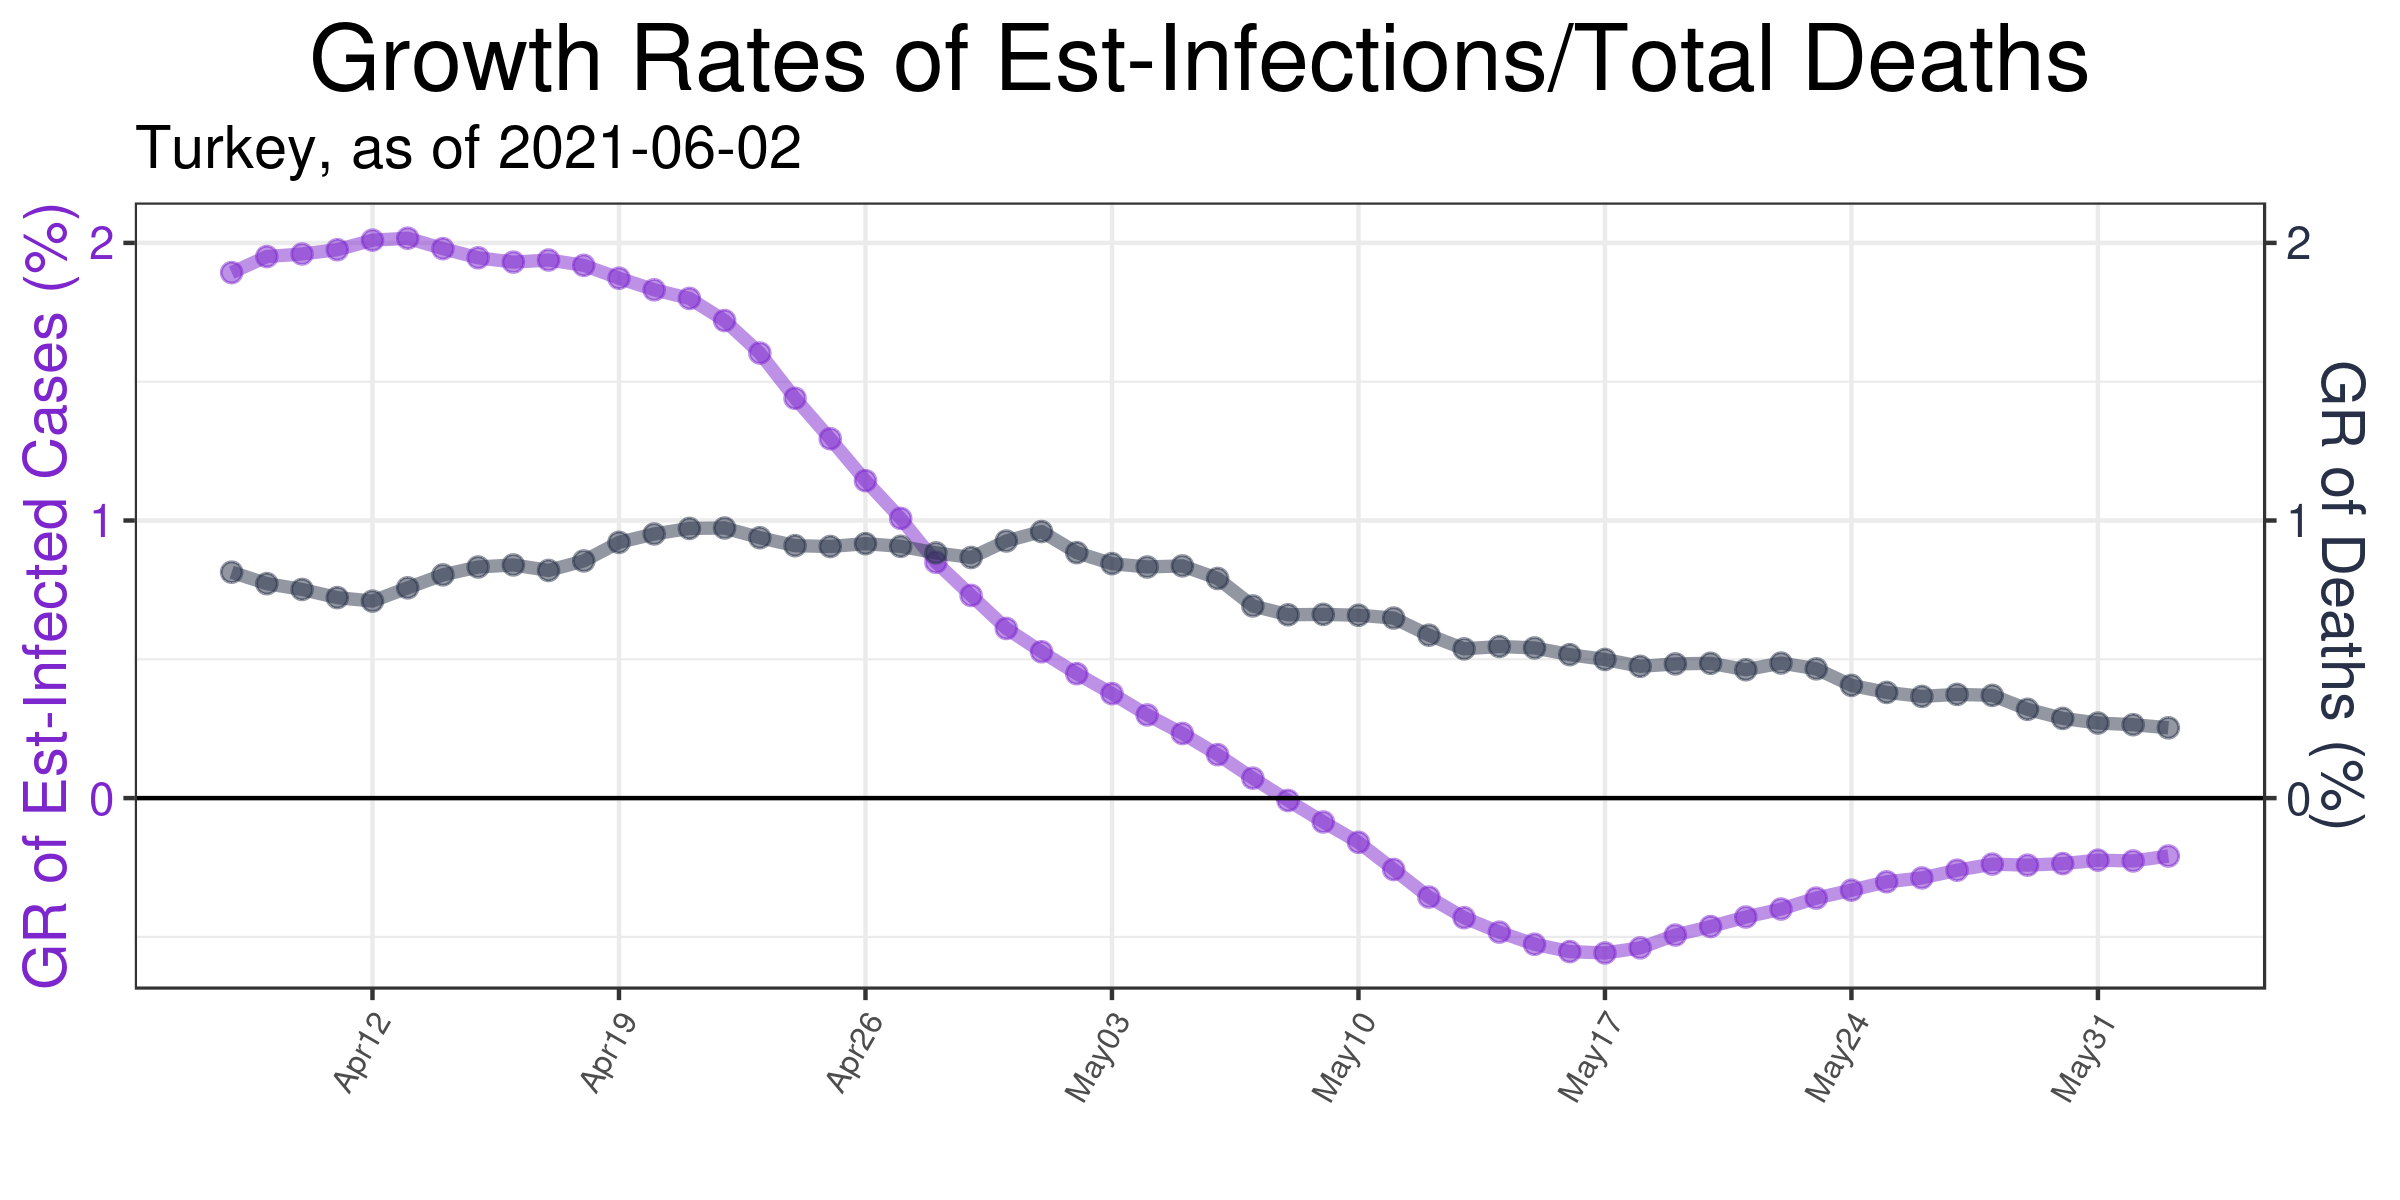 Growth Rates of Est-Infections/Total Deaths
Turkey, as of 2021-06-02
GR of Est-Infected Cases (%)
2
1
0
2
1
0
GR of Deaths (%)
Apr12
Apr19
Apr26
May03
May10
May17
May24
May31